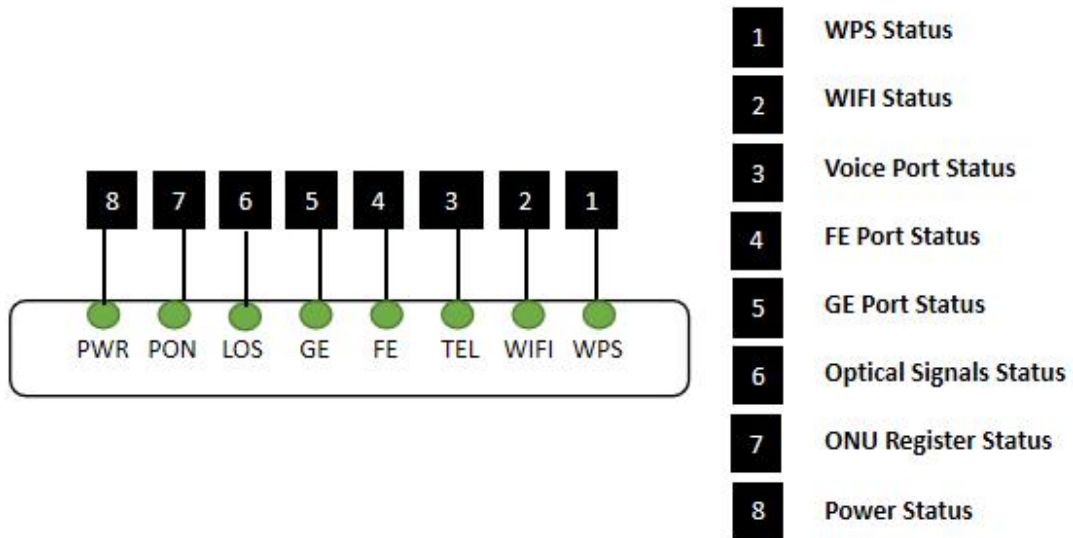 8 7 6 5 4 3 2 1
PWR PON LOS GE FE TEL WIFI WPS
1 WPS Status
2 WIFI Status
3 Voice Port Status
4 FE Port Status
5 GE Port Status
6 Optical Signals Status
7 ONU Register Status
8 Power Status